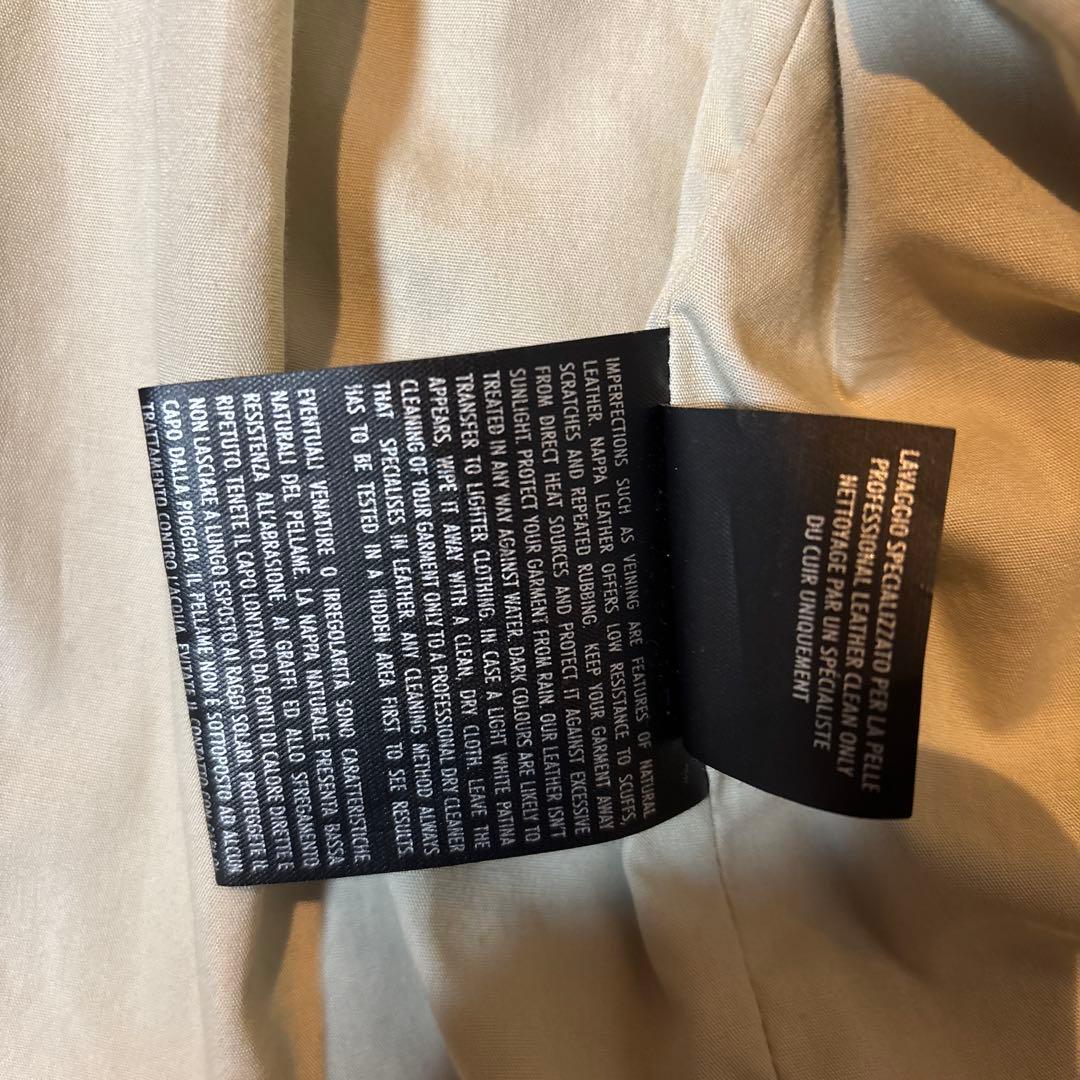 IMPERFECTIONS SUCH AS VEINING ARE FEATURES OF NATURAL
LEATHER. NAPPA LEATHER OFFERS LOW RESISTANCE TO SCUFFS,
SCRATCHES AND REPEATED RUBBING. KEEP YOUR GARMENT AWAY
FROM DIRECT HEAT SOURCES AND PROTECT IT AGAINST EXCESSIVE
SUNLIGHT. PROTECT YOUR GARMENT FROM RAIN. OUR LEATHER ISN'T
TREATED IN ANY WAY AGAINST WATER. DARK COLOURS ARE LIKELY TO
TRANSFER TO LIGHTER CLOTHING. IN CASE A LIGHT WHITE PATINA
APPEARS, WIPE IT AWAY WITH A CLEAN, DRY CLOTH. LEAVE THE
CLEANING OF YOUR GARMENT ONLY TO A PROFESSIONAL DRY CLEANER
THAT SPECIALISES IN LEATHER. ANY CLEANING METHOD ALWAYS
HAS TO BE TESTED IN A HIDDEN AREA FIRST TO SEE RESULTS.
EVENTUALI VENATURE O IRREGOLARITÀ SONO CARATTERISTICHE
NATURALI DEL PELLAME. LA NAPPA NATURALE PRESENTA BASSA
RESISTENZA ALL'ABRASIONE, AI GRAFFI ED ALLO SFREGAMENTO
RIPETUTO. TENETE IL CAPO LONTANO DA FONTI DI CALORE DIRETTE E
NON LASCIARE A LUNGO ESPOSTO AI RAGGI SOLARI. PROTEGGETE IL
CAPO DALLA PIOGGIA. IL PELLAME NON È SOTTOPOSTO AD ALCUN
TRATTAMENTO CONTRO L'ACQUA. EVITATE IL
LAVAGGIO SPECIALIZZATO PER LA PELLE
PROFESSIONAL LEATHER CLEAN ONLY
NETTOYAGE PAR UN SPÉCIALISTE
DU CUIR UNIQUEMENT